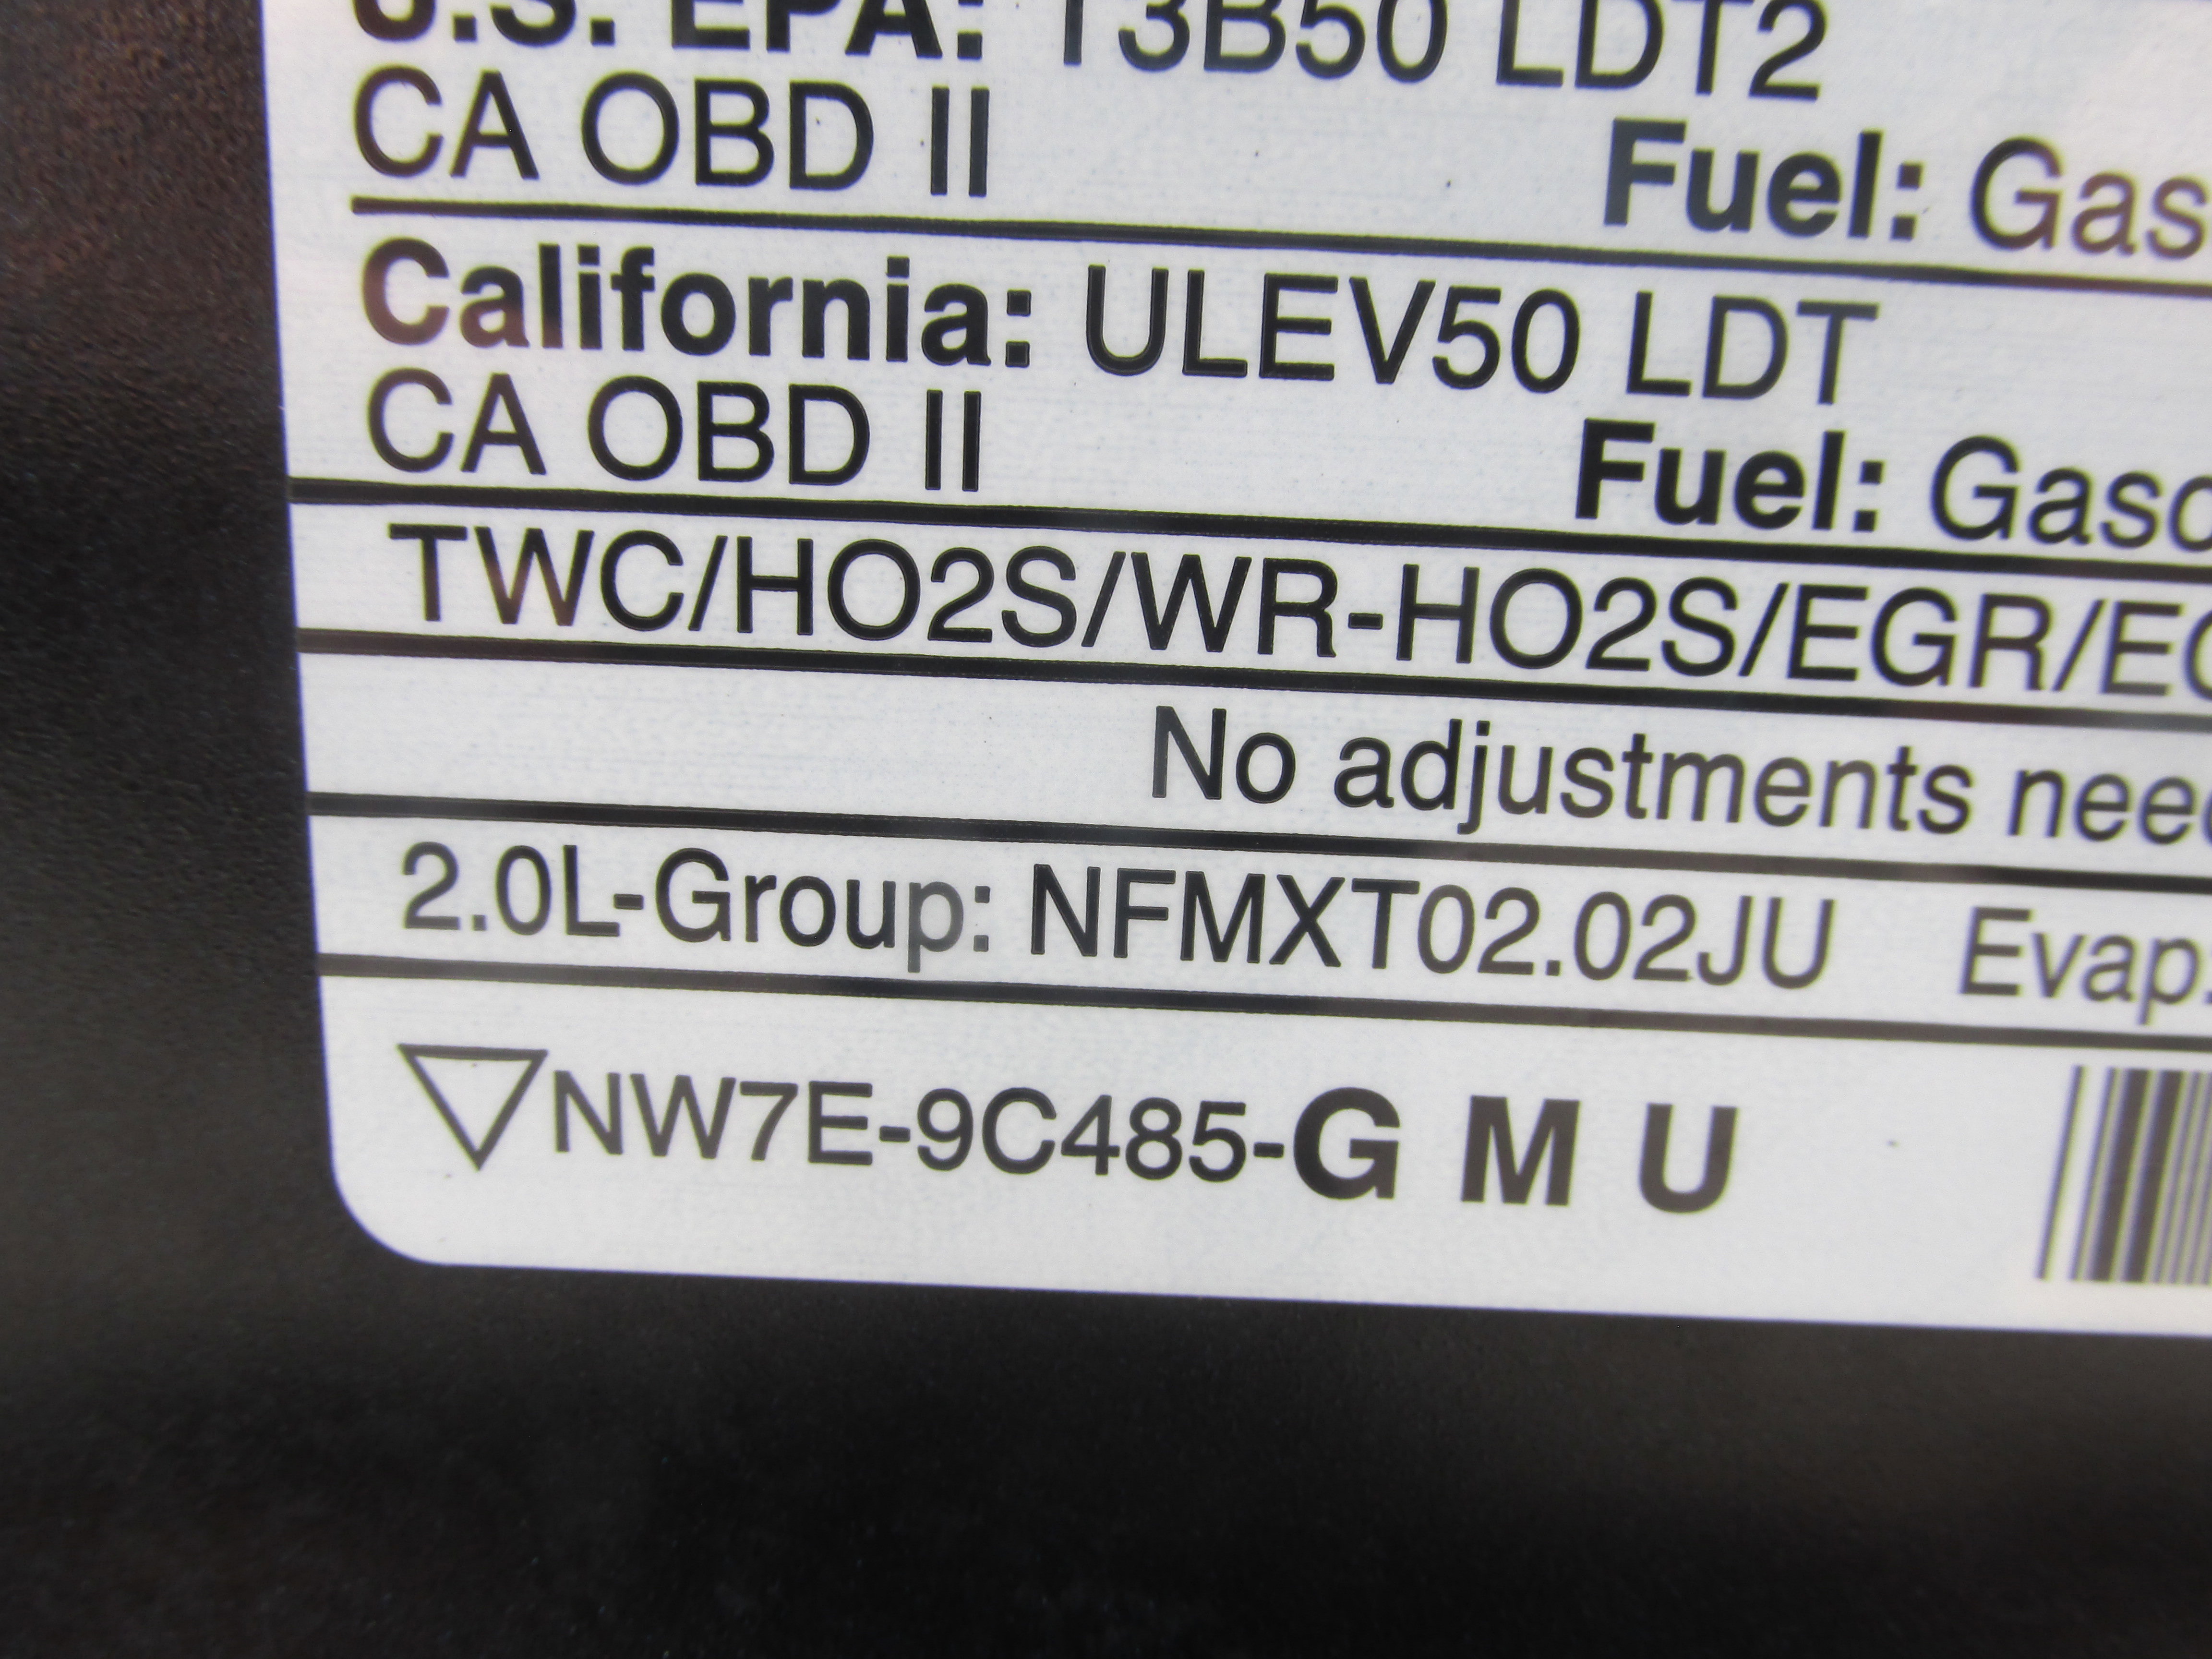 U.S. EPA: T3B50 LDT2
CA OBD II Fuel: Gas
California: ULEV50 LDT
CA OBD II Fuel: Gaso
TWC/HO2S/WR-HO2S/EGR/
No adjustments nee
2.0L-Group: NFMXT02.02JU Evap:
NW7E-9C485-G M U